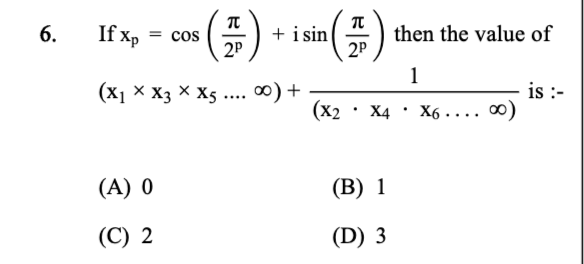 6. If xₚ = cos (π/2ᵖ) + i sin (π/2ᵖ) then the value of
(x₁ × x₃ × x₅ .... ∞) + 1/(x₂ · x₄ · x₆ .... ∞) is :-
(A) 0 (B) 1
(C) 2 (D) 3